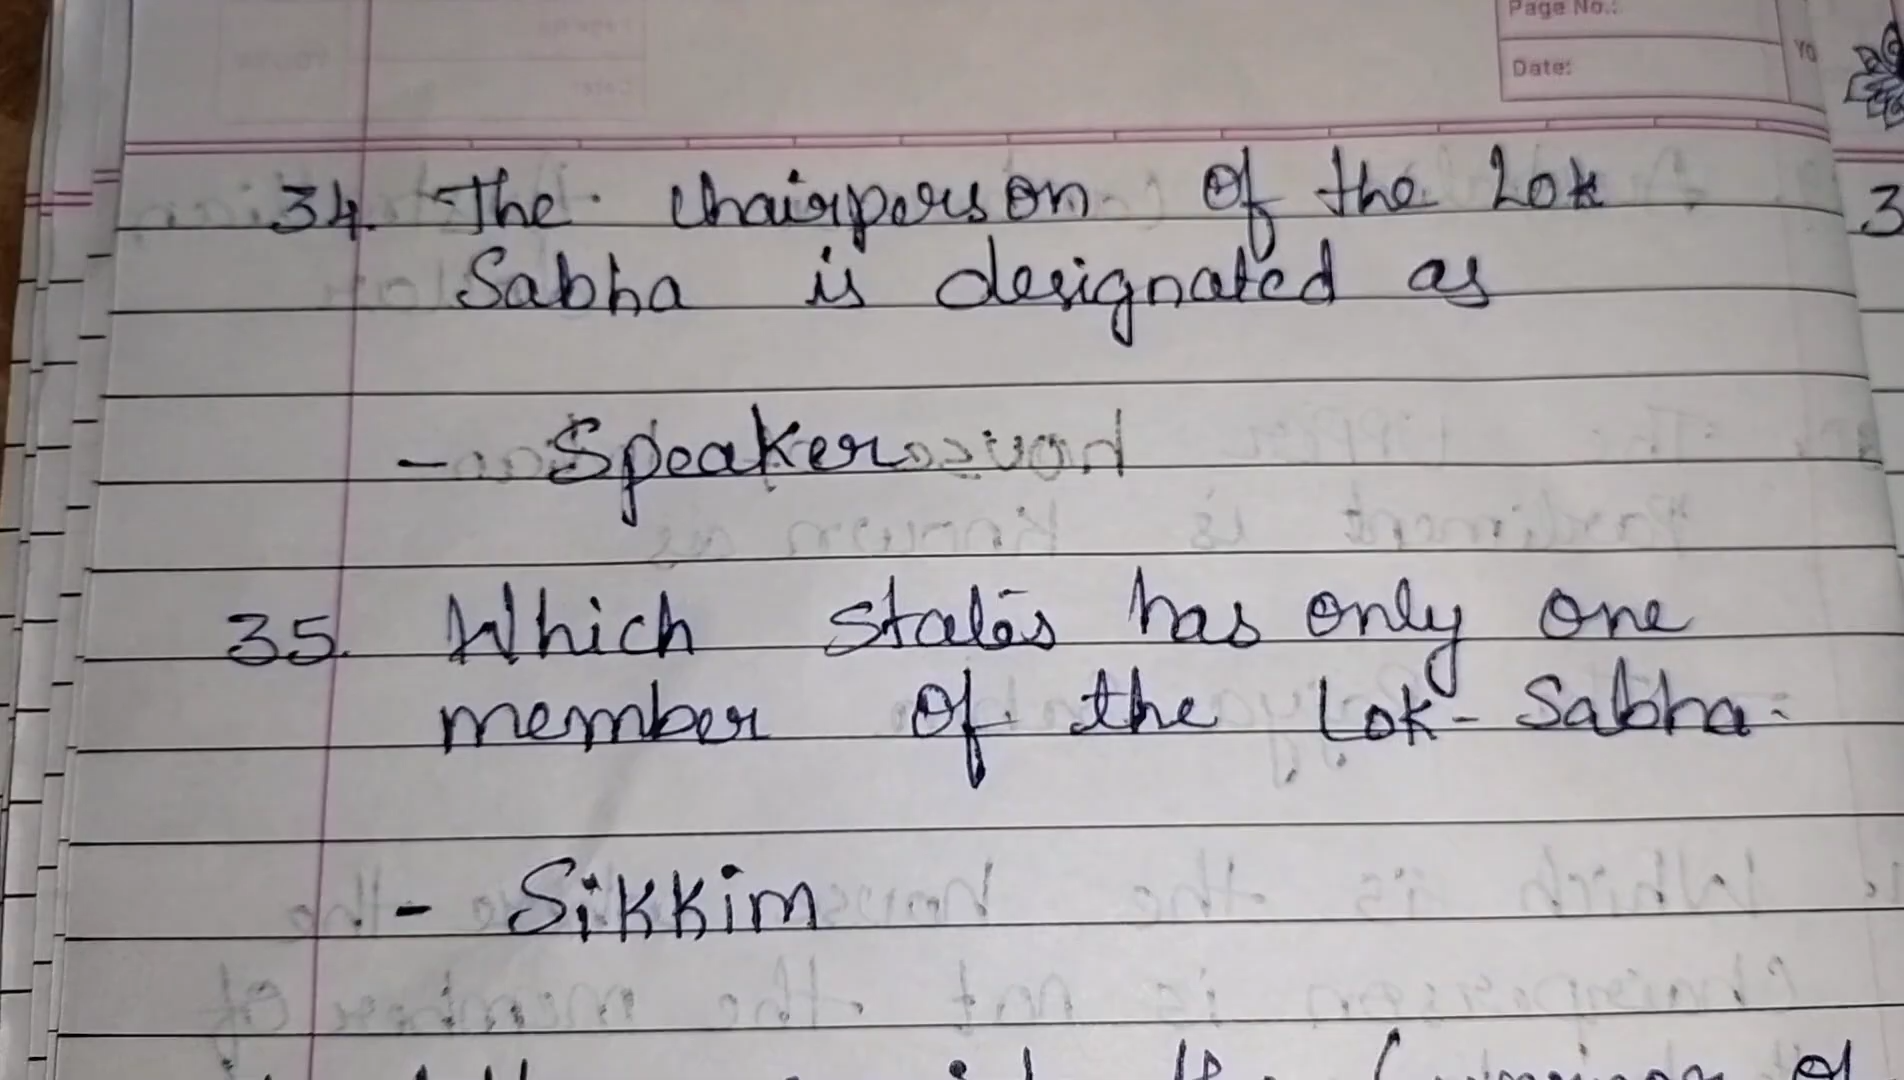 Page No.:
Date:
34. The chairperson of the Lok
Sabha is designated as
- Speaker
35. Which states has only one
member of the Lok-Sabha.
- Sikkim